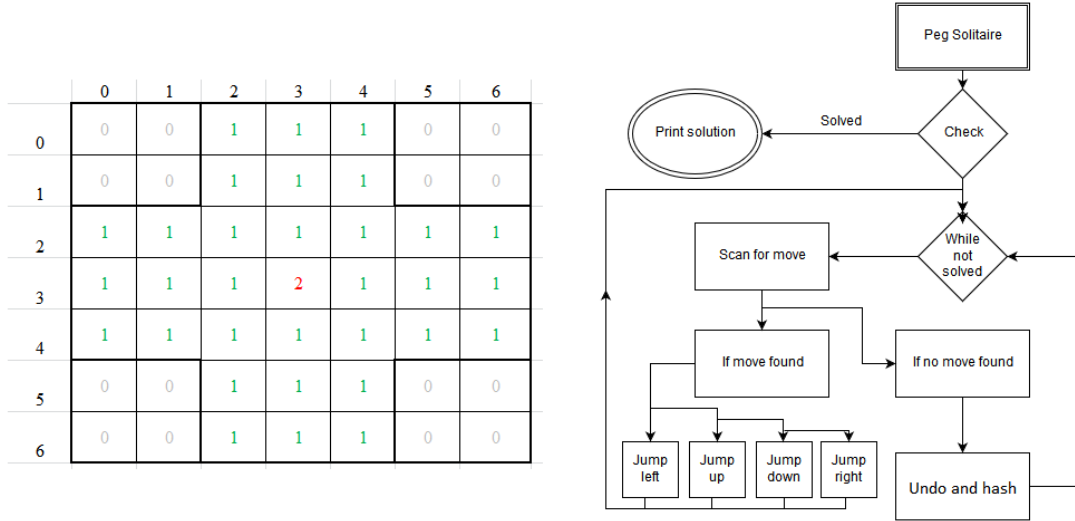 0 1 2 3 4 5 6
0 0 0 1 1 1 0 0
1 0 0 1 1 1 0 0
2 1 1 1 1 1 1 1
3 1 1 1 2 1 1 1
4 1 1 1 1 1 1 1
5 0 0 1 1 1 0 0
6 0 0 1 1 1 0 0
Peg Solitaire
Check
Solved
Print solution
While
not
solved
Scan for move
If move found
If no move found
Jump
left
Jump
up
Jump
down
Jump
right
Undo and hash